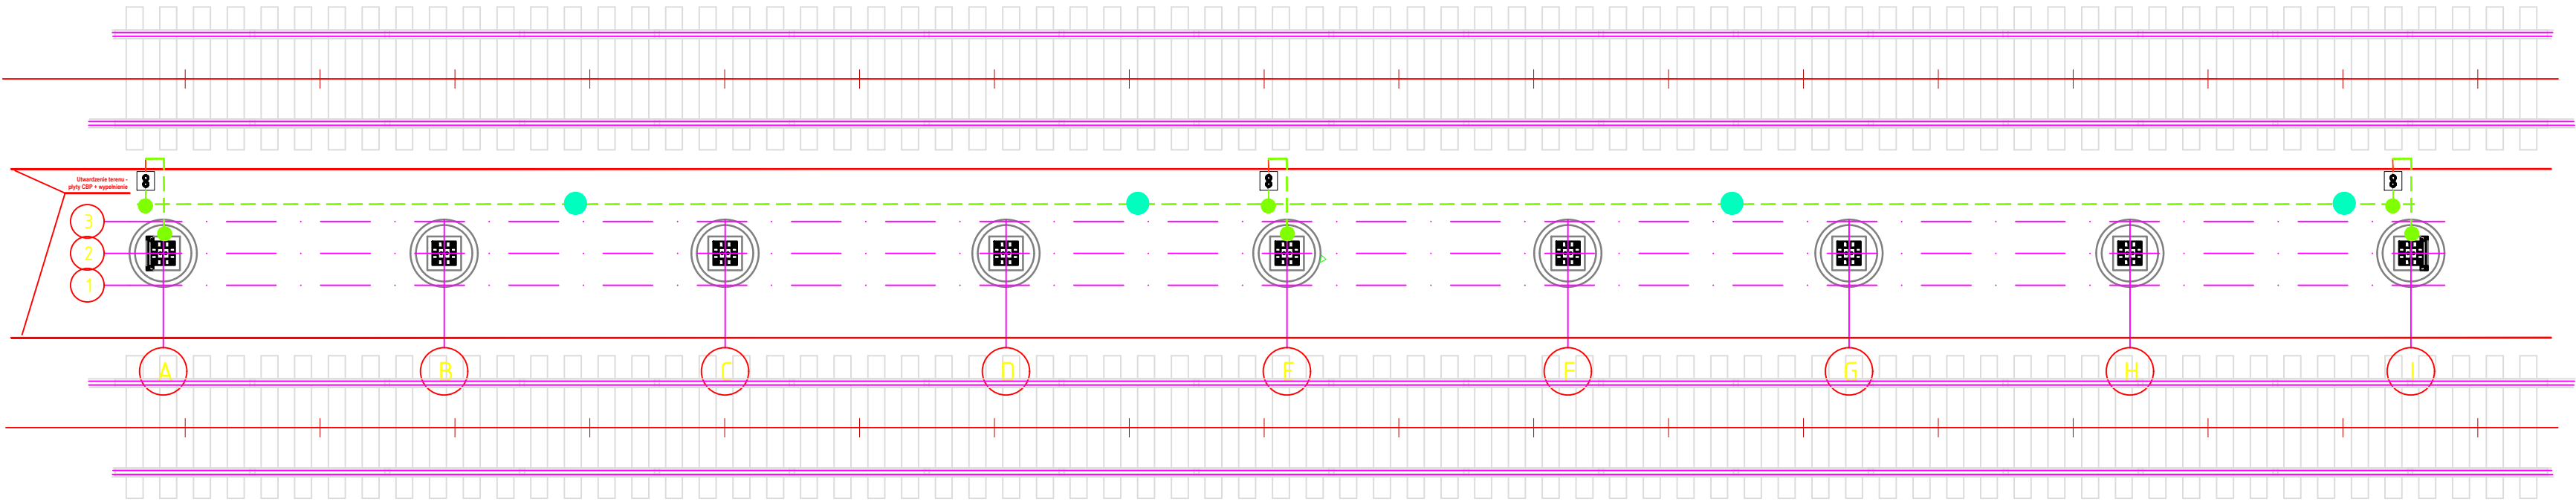 Utwardzenie terenu -
płyty CBP + wypełnienie
3
2
1
A B C D E F G H I